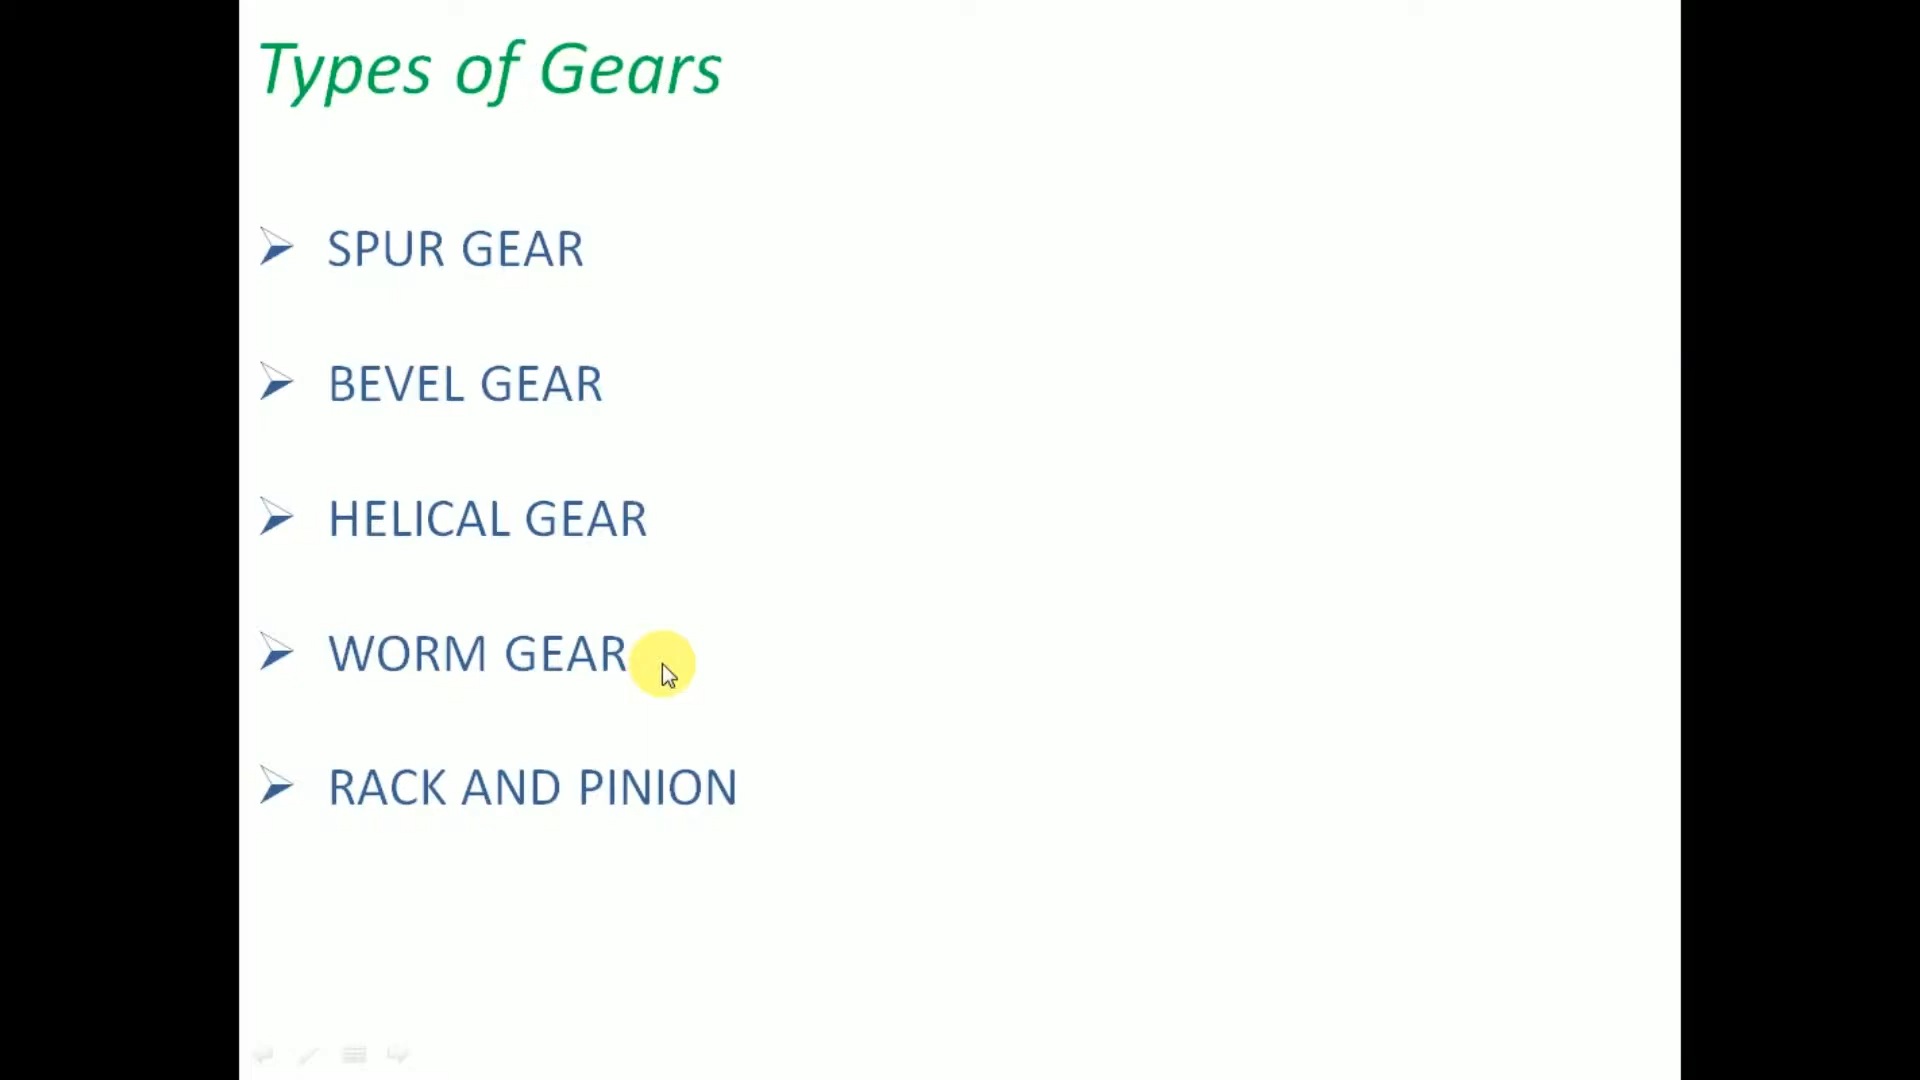 Types of Gears
SPUR GEAR
BEVEL GEAR
HELICAL GEAR
WORM GEAR
RACK AND PINION